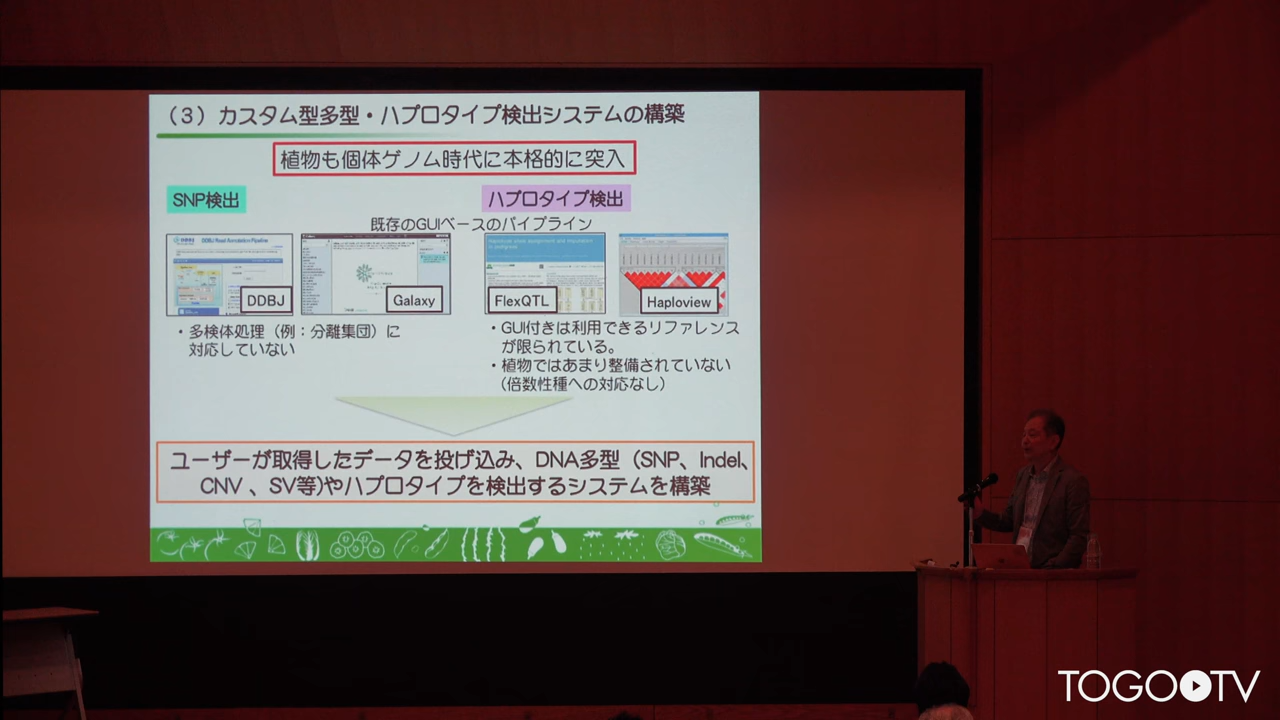 （3）カスタム型多型・ハプロタイプ検出システムの構築
植物も個体ゲノム時代に本格的に突入
SNP検出
ハプロタイプ検出
既存のGUIベースのパイプライン
DDBJ Read Annotation Pipeline
DDBJ
Galaxy
FlexQTL
Haploview
・多検体処理（例：分離集団）に
対応していない
・GUI付きは利用できるリファレンス
が限られている。
・植物ではあまり整備されていない
（倍数性種への対応なし）
ユーザーが取得したデータを投げ込み、DNA多型（SNP、Indel、
CNV 、SV等)やハプロタイプを検出するシステムを構築
TOGOTV